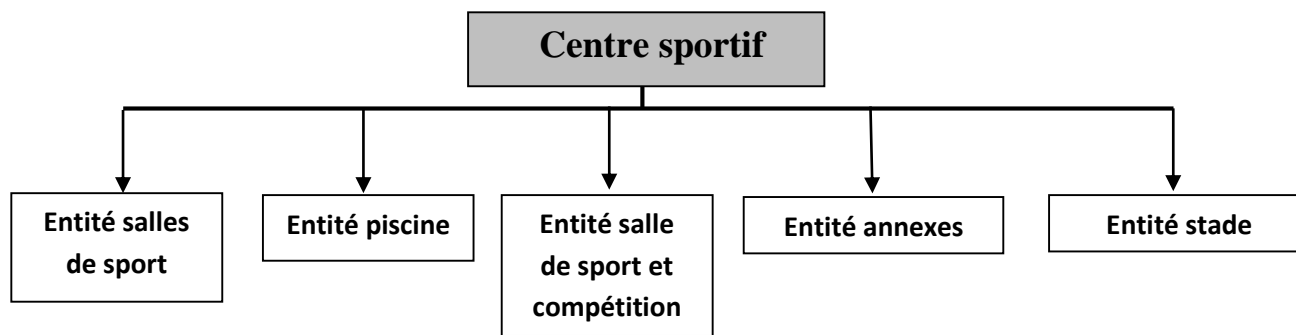 Centre sportif
Entité salles
de sport
Entité piscine
Entité salle
de sport et
compétition
Entité annexes
Entité stade